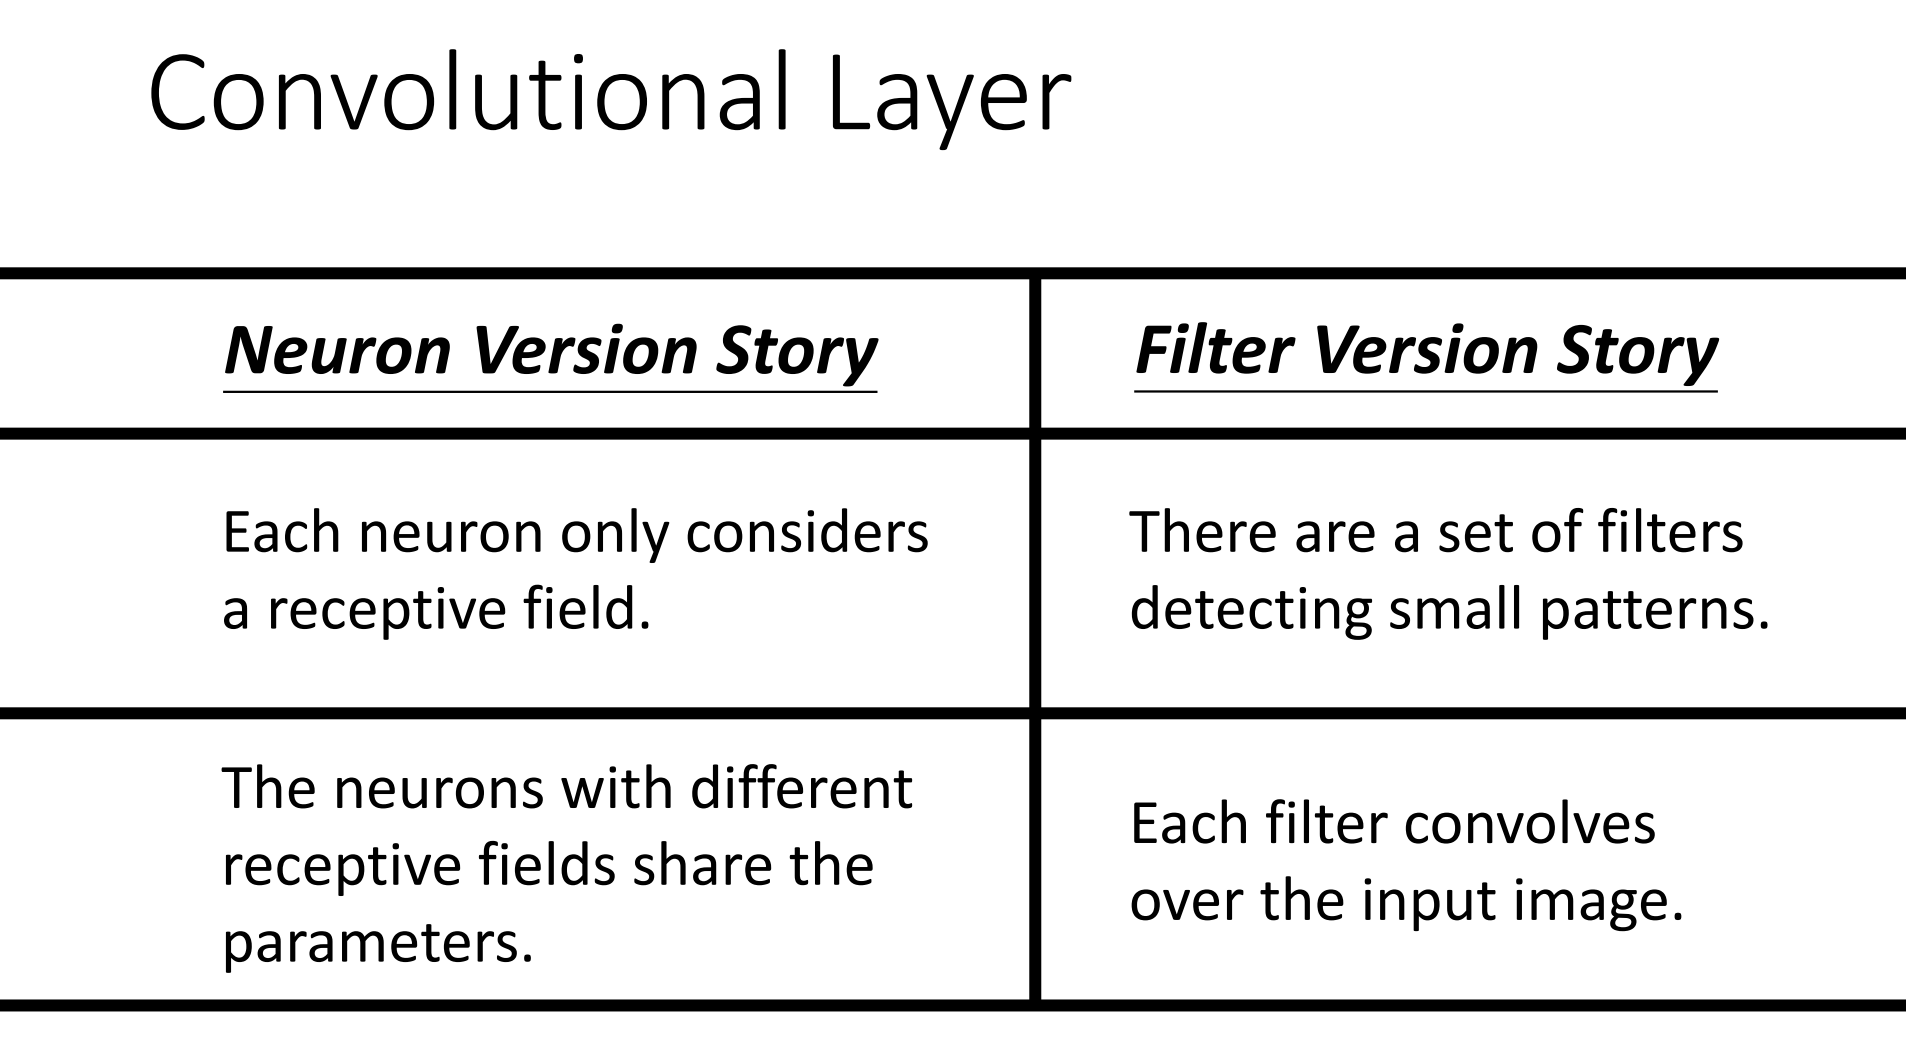 Convolutional Layer
Neuron Version Story
Filter Version Story
Each neuron only considers
a receptive field.
There are a set of filters
detecting small patterns.
The neurons with different
receptive fields share the
parameters.
Each filter convolves
over the input image.